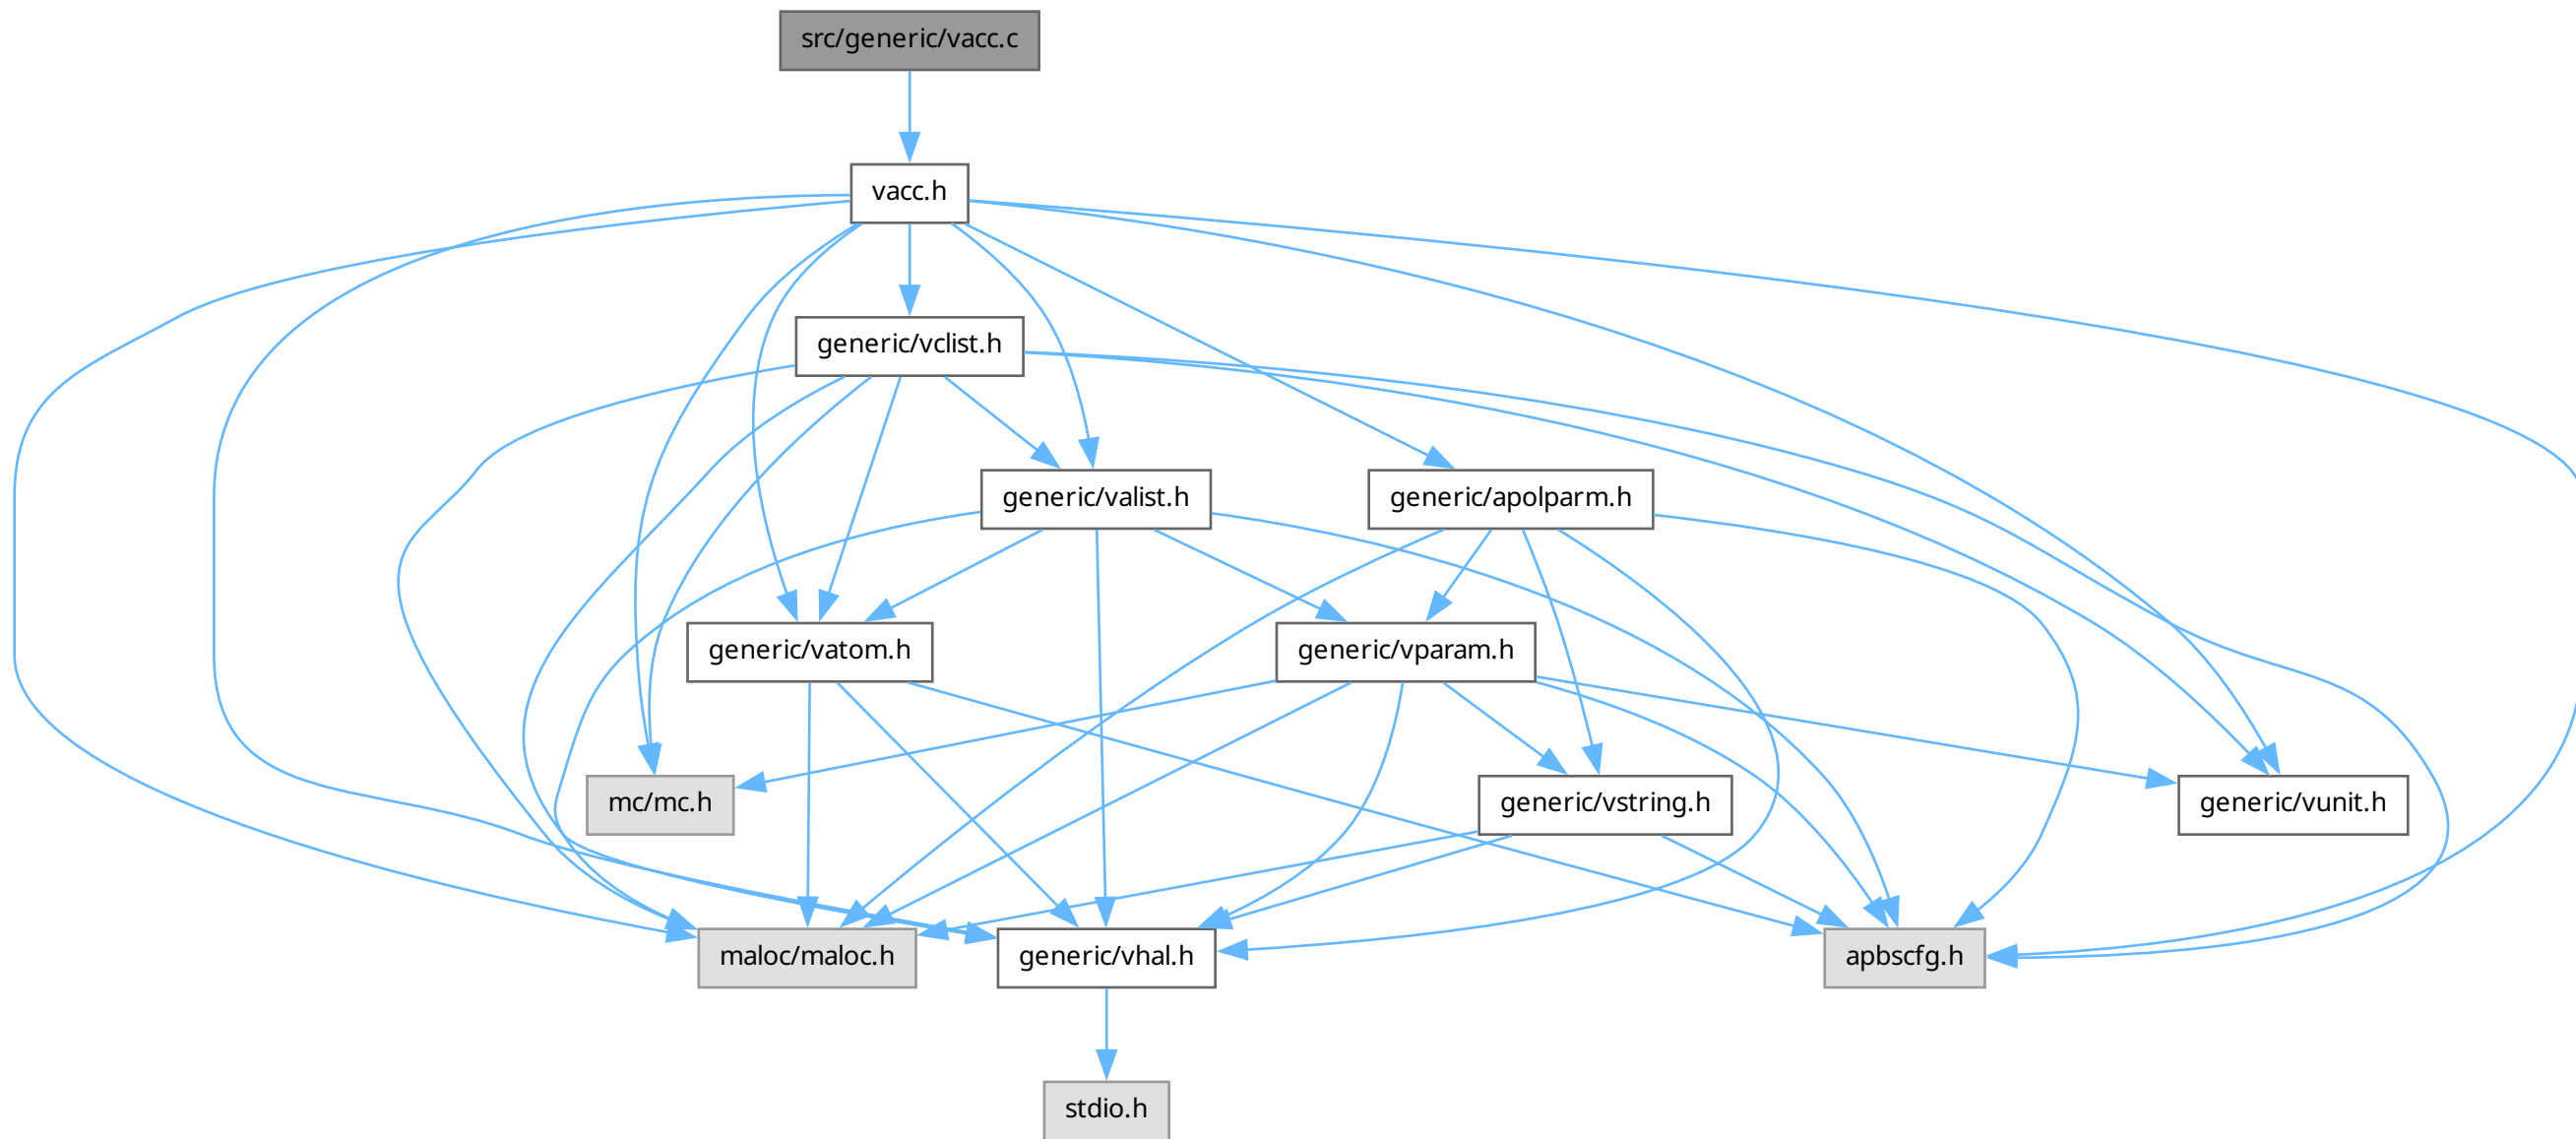 src/generic/vacc.c
vacc.h
generic/vclist.h
generic/valist.h
generic/apolparm.h
generic/vatom.h
generic/vparam.h
mc/mc.h
generic/vstring.h
generic/vunit.h
maloc/maloc.h
generic/vhal.h
apbscfg.h
stdio.h